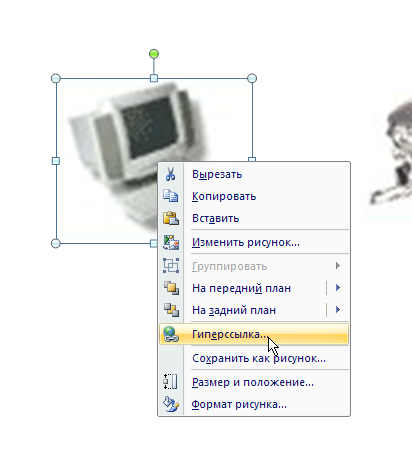 Вырезать
Копировать
Вставить
Изменить рисунок...
Группировать
На передний план
На задний план
Гиперссылка...
Сохранить как рисунок...
Размер и положение...
Формат рисунка...